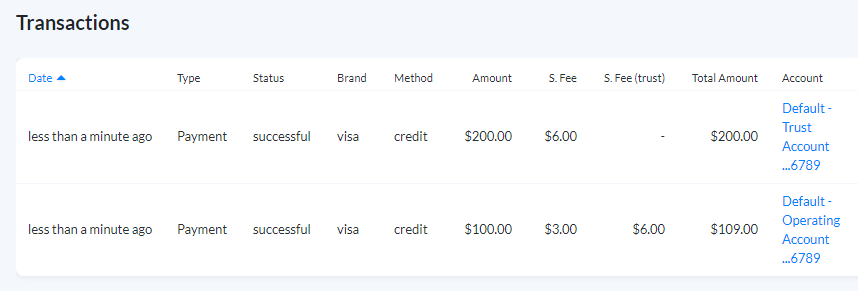 Transactions
Date Type Status Brand Method Amount S. Fee S. Fee (trust) Total Amount Account
less than a minute ago Payment successful visa credit $200.00 $6.00 - $200.00 Default -
Trust
Account
...6789
less than a minute ago Payment successful visa credit $100.00 $3.00 $6.00 $109.00 Default -
Operating
Account
...6789